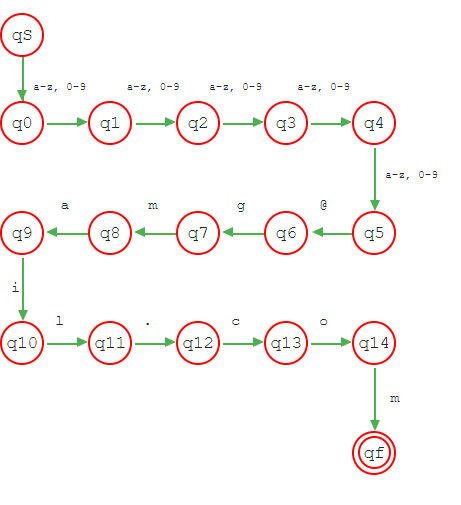 qS
a-z, 0-9 a-z, 0-9 a-z, 0-9 a-z, 0-9
q0 q1 q2 q3 q4
a-z, 0-9
a m g @
q9 q8 q7 q6 q5
i
l . c o
q10 q11 q12 q13 q14
m
qf